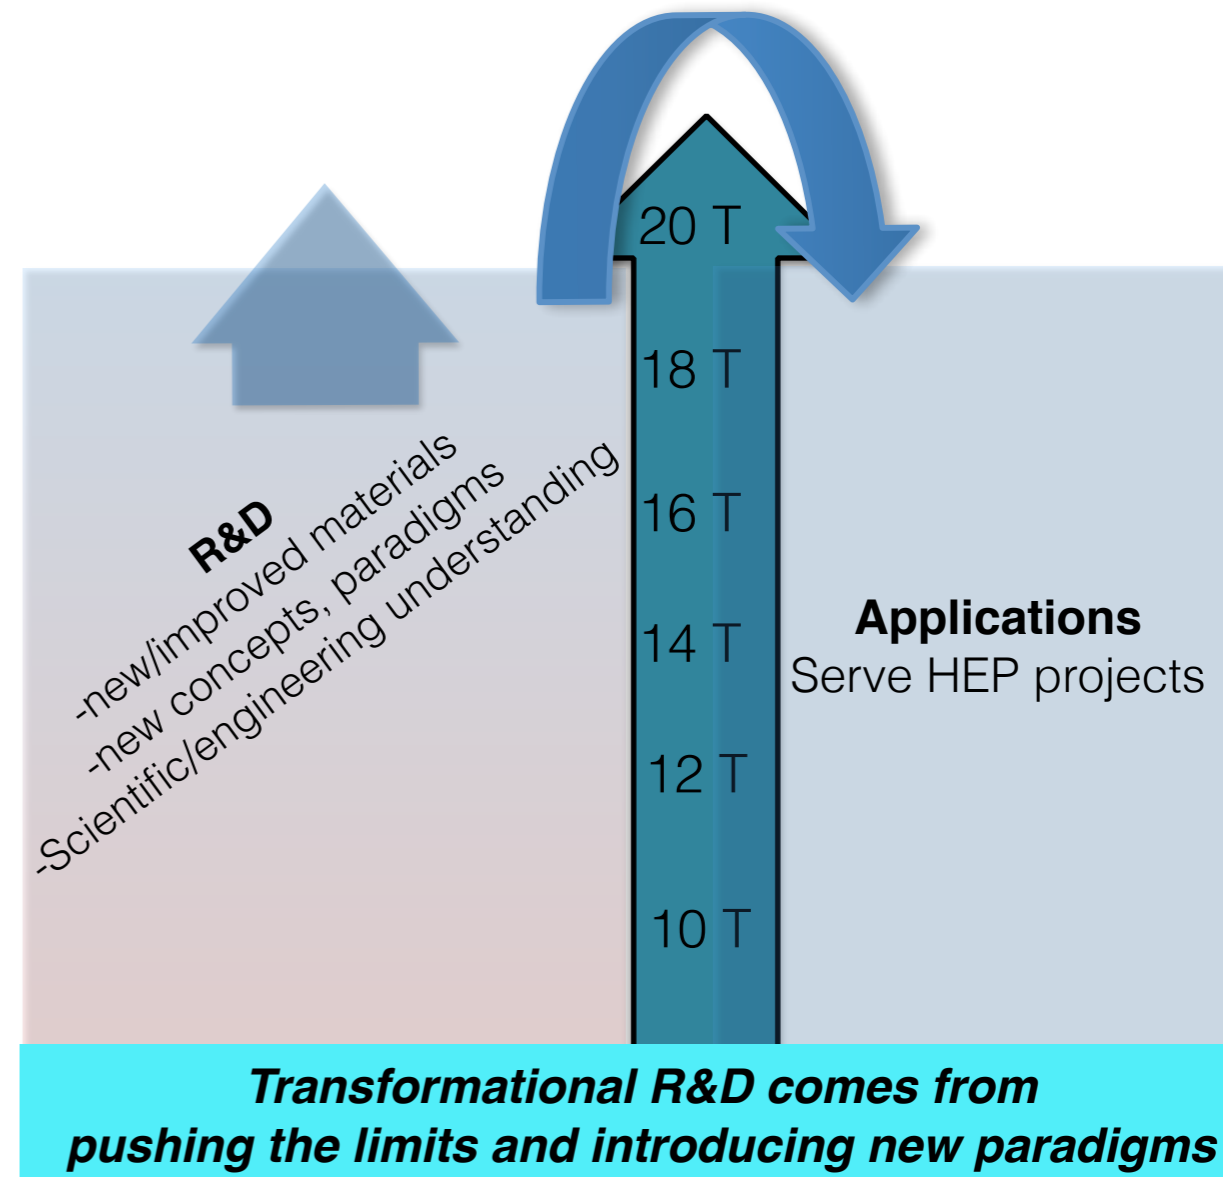 20 T
18 T
16 T
14 T
12 T
10 T
R&D
-new/improved materials
-new concepts, paradigms
-Scientific/engineering understanding
Applications
Serve HEP projects
Transformational R&D comes from
pushing the limits and introducing new paradigms